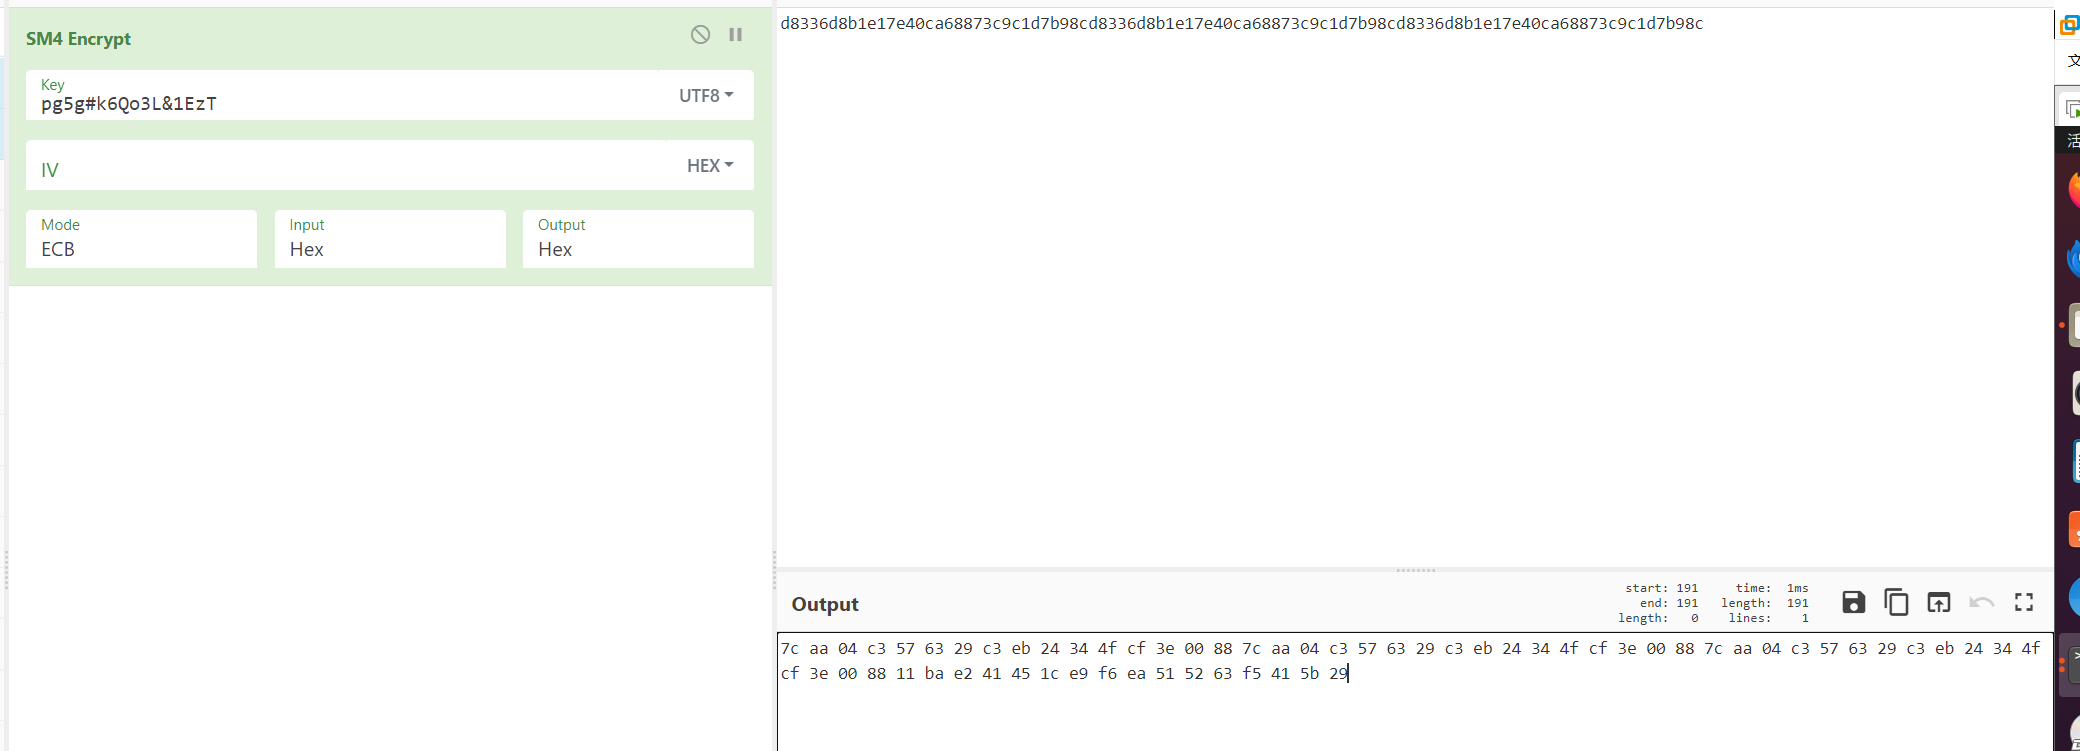 SM4 Encrypt
Key
pg5g#k6Qo3L&1EzT
UTF8
IV
HEX
Mode
ECB
Input
Hex
Output
Hex
d8336d8b1e17e40ca68873c9c1d7b98cd8336d8b1e17e40ca68873c9c1d7b98cd8336d8b1e17e40ca68873c9c1d7b98c
文
活
Output
start: 191
end: 191
length: 0
time: 1ms
length: 191
lines: 1
7c aa 04 c3 57 63 29 c3 eb 24 34 4f cf 3e 00 88 7c aa 04 c3 57 63 29 c3 eb 24 34 4f cf 3e 00 88 7c aa 04 c3 57 63 29 c3 eb 24 34 4f
cf 3e 00 88 11 ba e2 41 45 1c e9 f6 ea 51 52 63 f5 41 5b 29